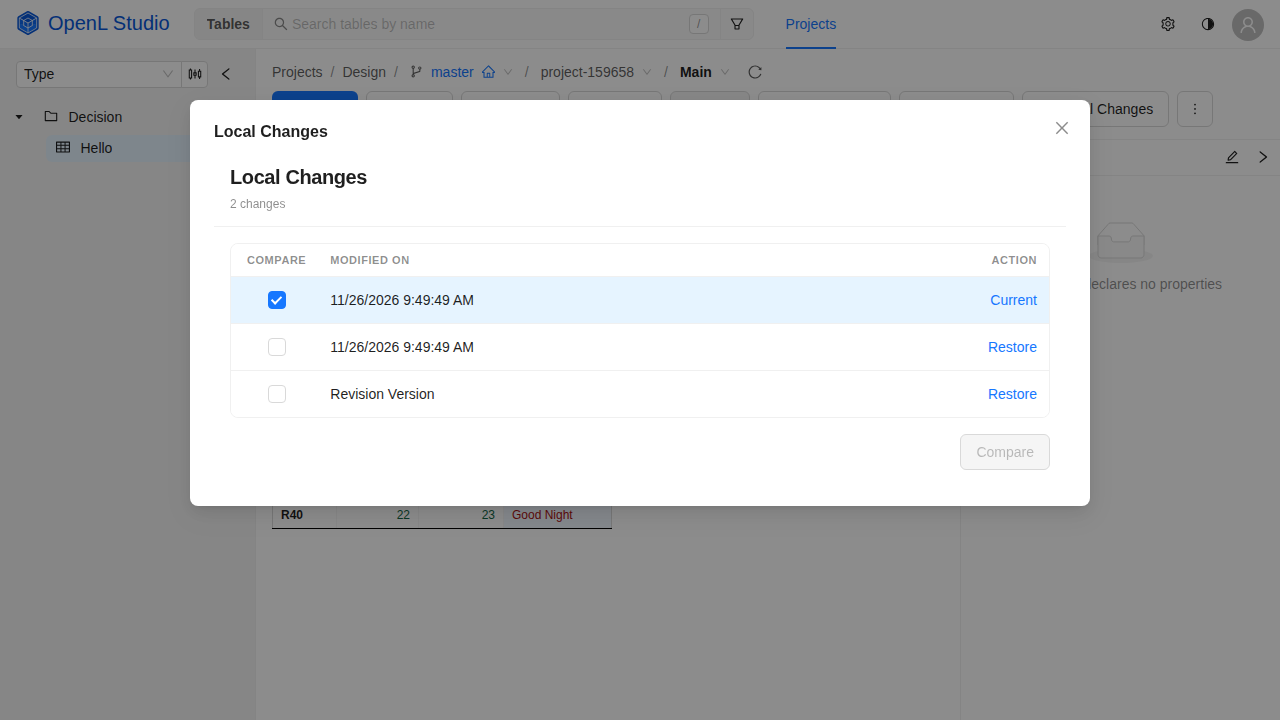 OpenL Studio
Tables
Search tables by name
/
Projects
Type
Projects / Design / master / project-159658 / Main
Decision
Hello
l Changes
Local Changes
Local Changes
2 changes
COMPARE MODIFIED ON ACTION
11/26/2026 9:49:49 AM Current
11/26/2026 9:49:49 AM Restore
Revision Version Restore
Compare
eclares no properties
R40 22 23 Good Night